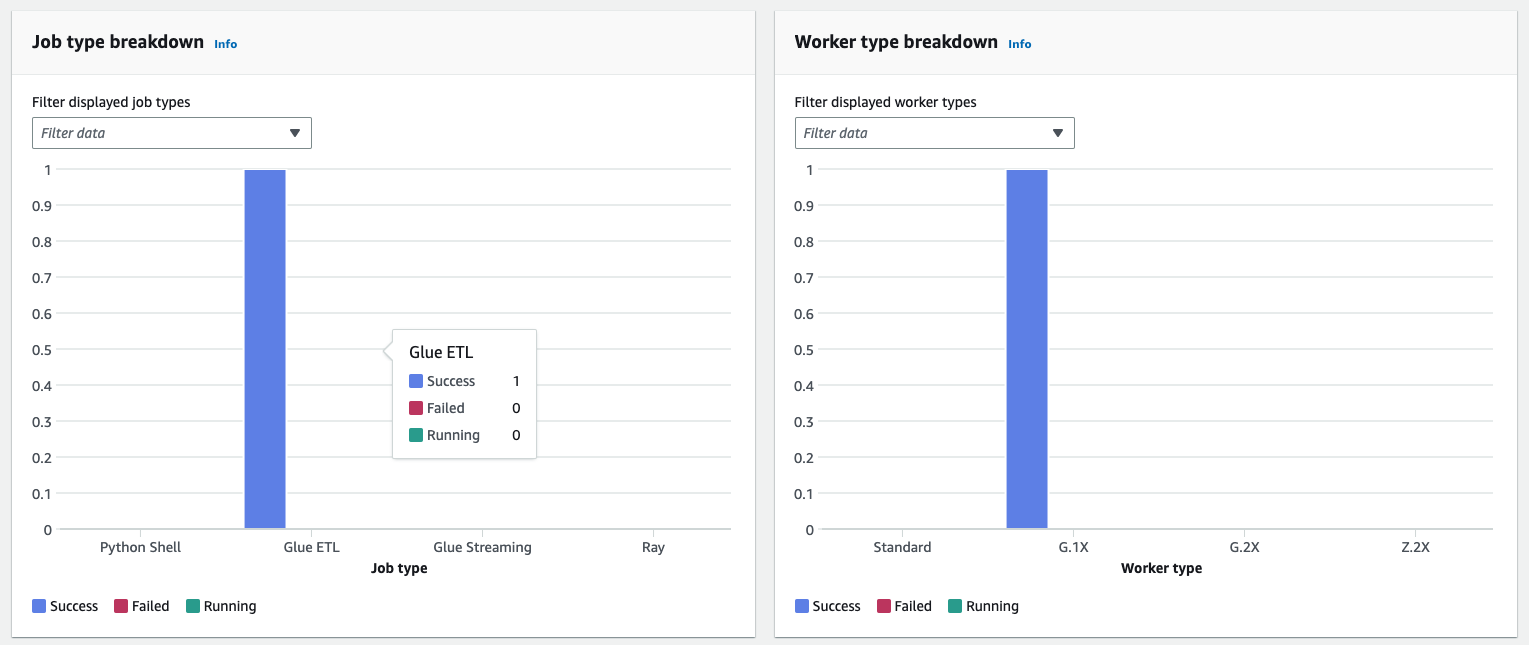 Job type breakdown Info
Filter displayed job types
Filter data
1
0.9
0.8
0.7
0.6
0.5
0.4
0.3
0.2
0.1
0
Glue ETL
Success 1
Failed 0
Running 0
Python Shell Glue ETL Glue Streaming Ray
Job type
Success Failed Running
Worker type breakdown Info
Filter displayed worker types
Filter data
1
0.9
0.8
0.7
0.6
0.5
0.4
0.3
0.2
0.1
0
Standard G.1X G.2X Z.2X
Worker type
Success Failed Running